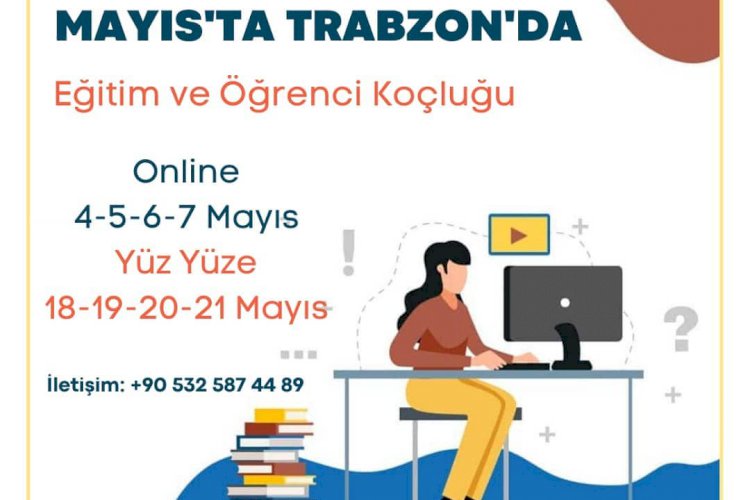 MAYIS'TA TRABZON'DA
Eğitim ve Öğrenci Koçluğu
Online
4-5-6-7 Mayıs
Yüz Yüze
18-19-20-21 Mayıs
İletişim: +90 532 587 44 89